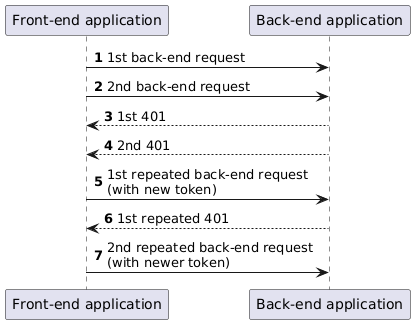 Front-end application
Back-end application
1 1st back-end request
2 2nd back-end request
3 1st 401
4 2nd 401
5 1st repeated back-end request
(with new token)
6 1st repeated 401
7 2nd repeated back-end request
(with newer token)
Front-end application
Back-end application